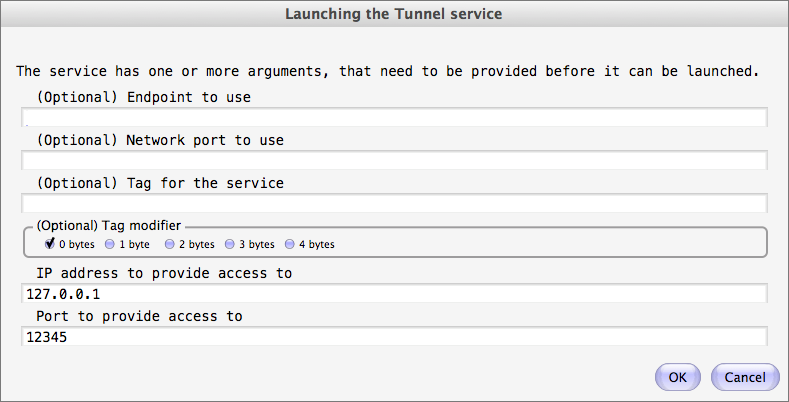 Launching the Tunnel service
The service has one or more arguments, that need to be provided before it can be launched.
(Optional) Endpoint to use
(Optional) Network port to use
(Optional) Tag for the service
(Optional) Tag modifier
0 bytes 1 byte 2 bytes 3 bytes 4 bytes
IP address to provide access to
127.0.0.1
Port to provide access to
12345
OK Cancel